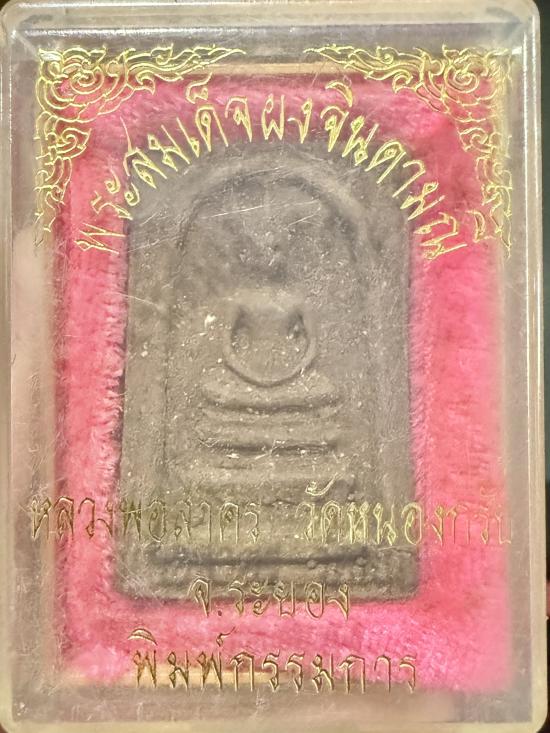 พระสมเด็จผงจินดามณี
หลวงพ่อสาคร วัดหนองกรับ
จ.ระยอง
พิมพ์กรรมการ